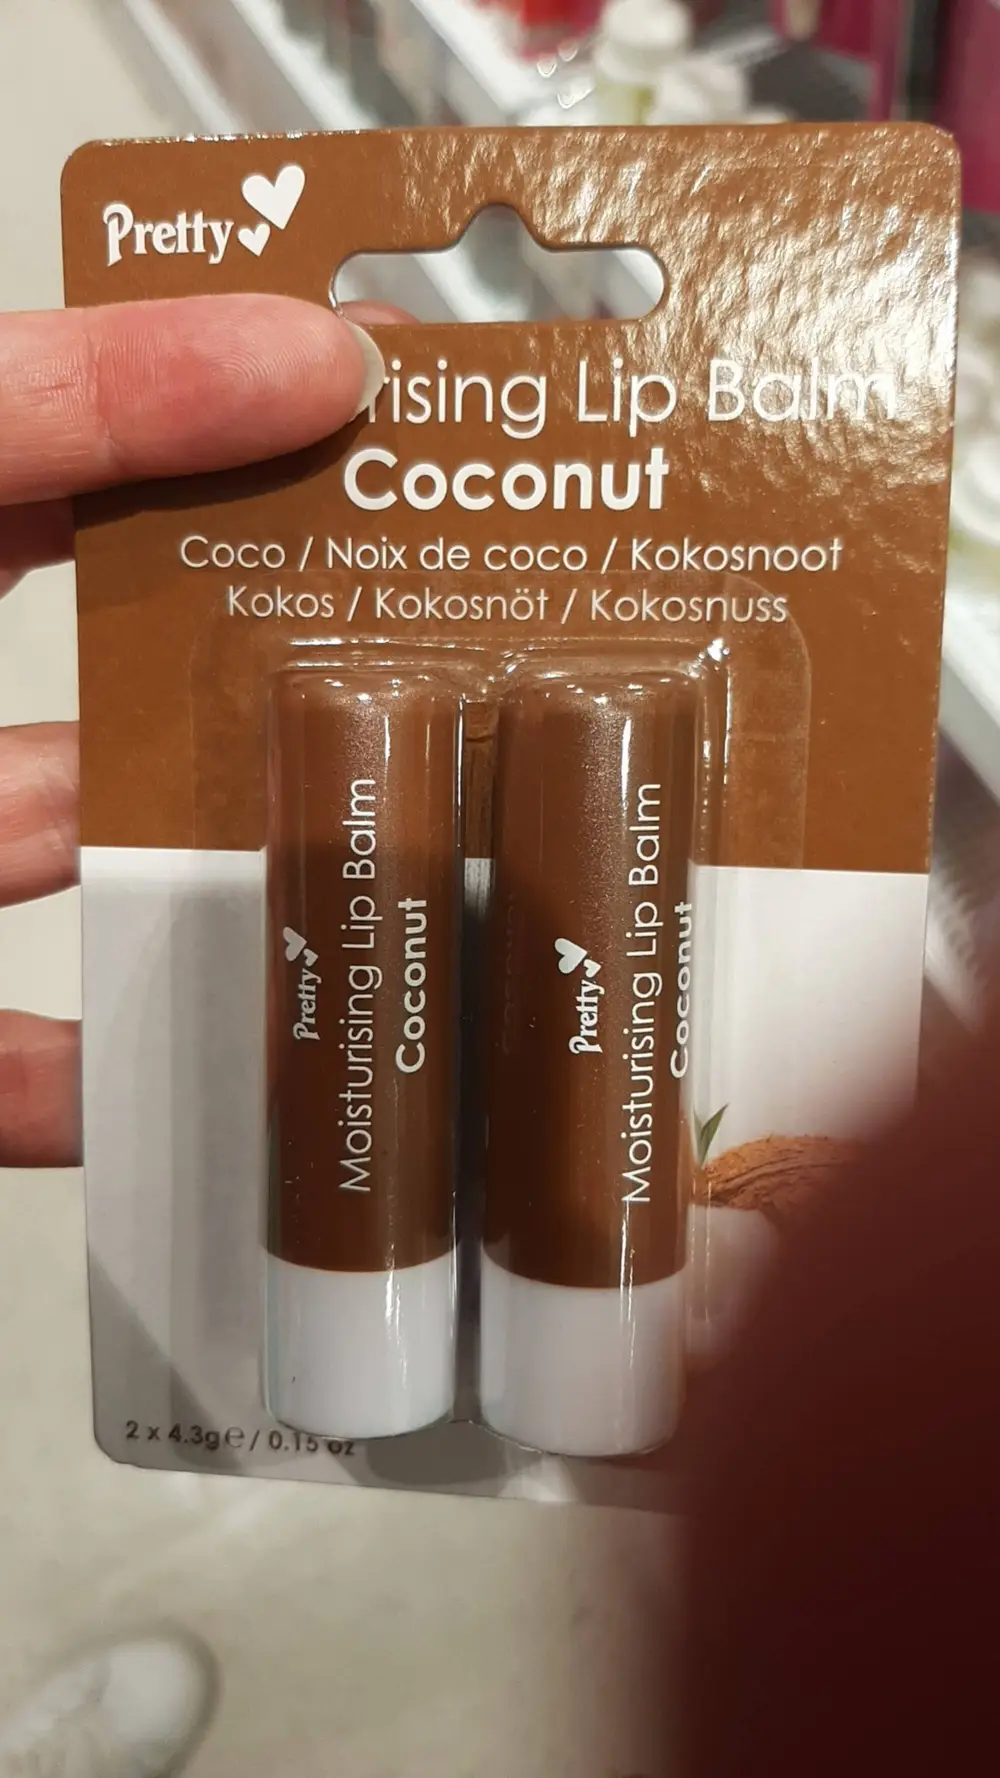 Pretty
rising Lip Balm
Coconut
Coco / Noix de coco / Kokosnoot
Kokos / Kokosnöt / Kokosnuss
Pretty
Moisturising Lip Balm
Coconut
Pretty
Moisturising Lip Balm
Coconut
2 x 4.3g e / 0.15 oz